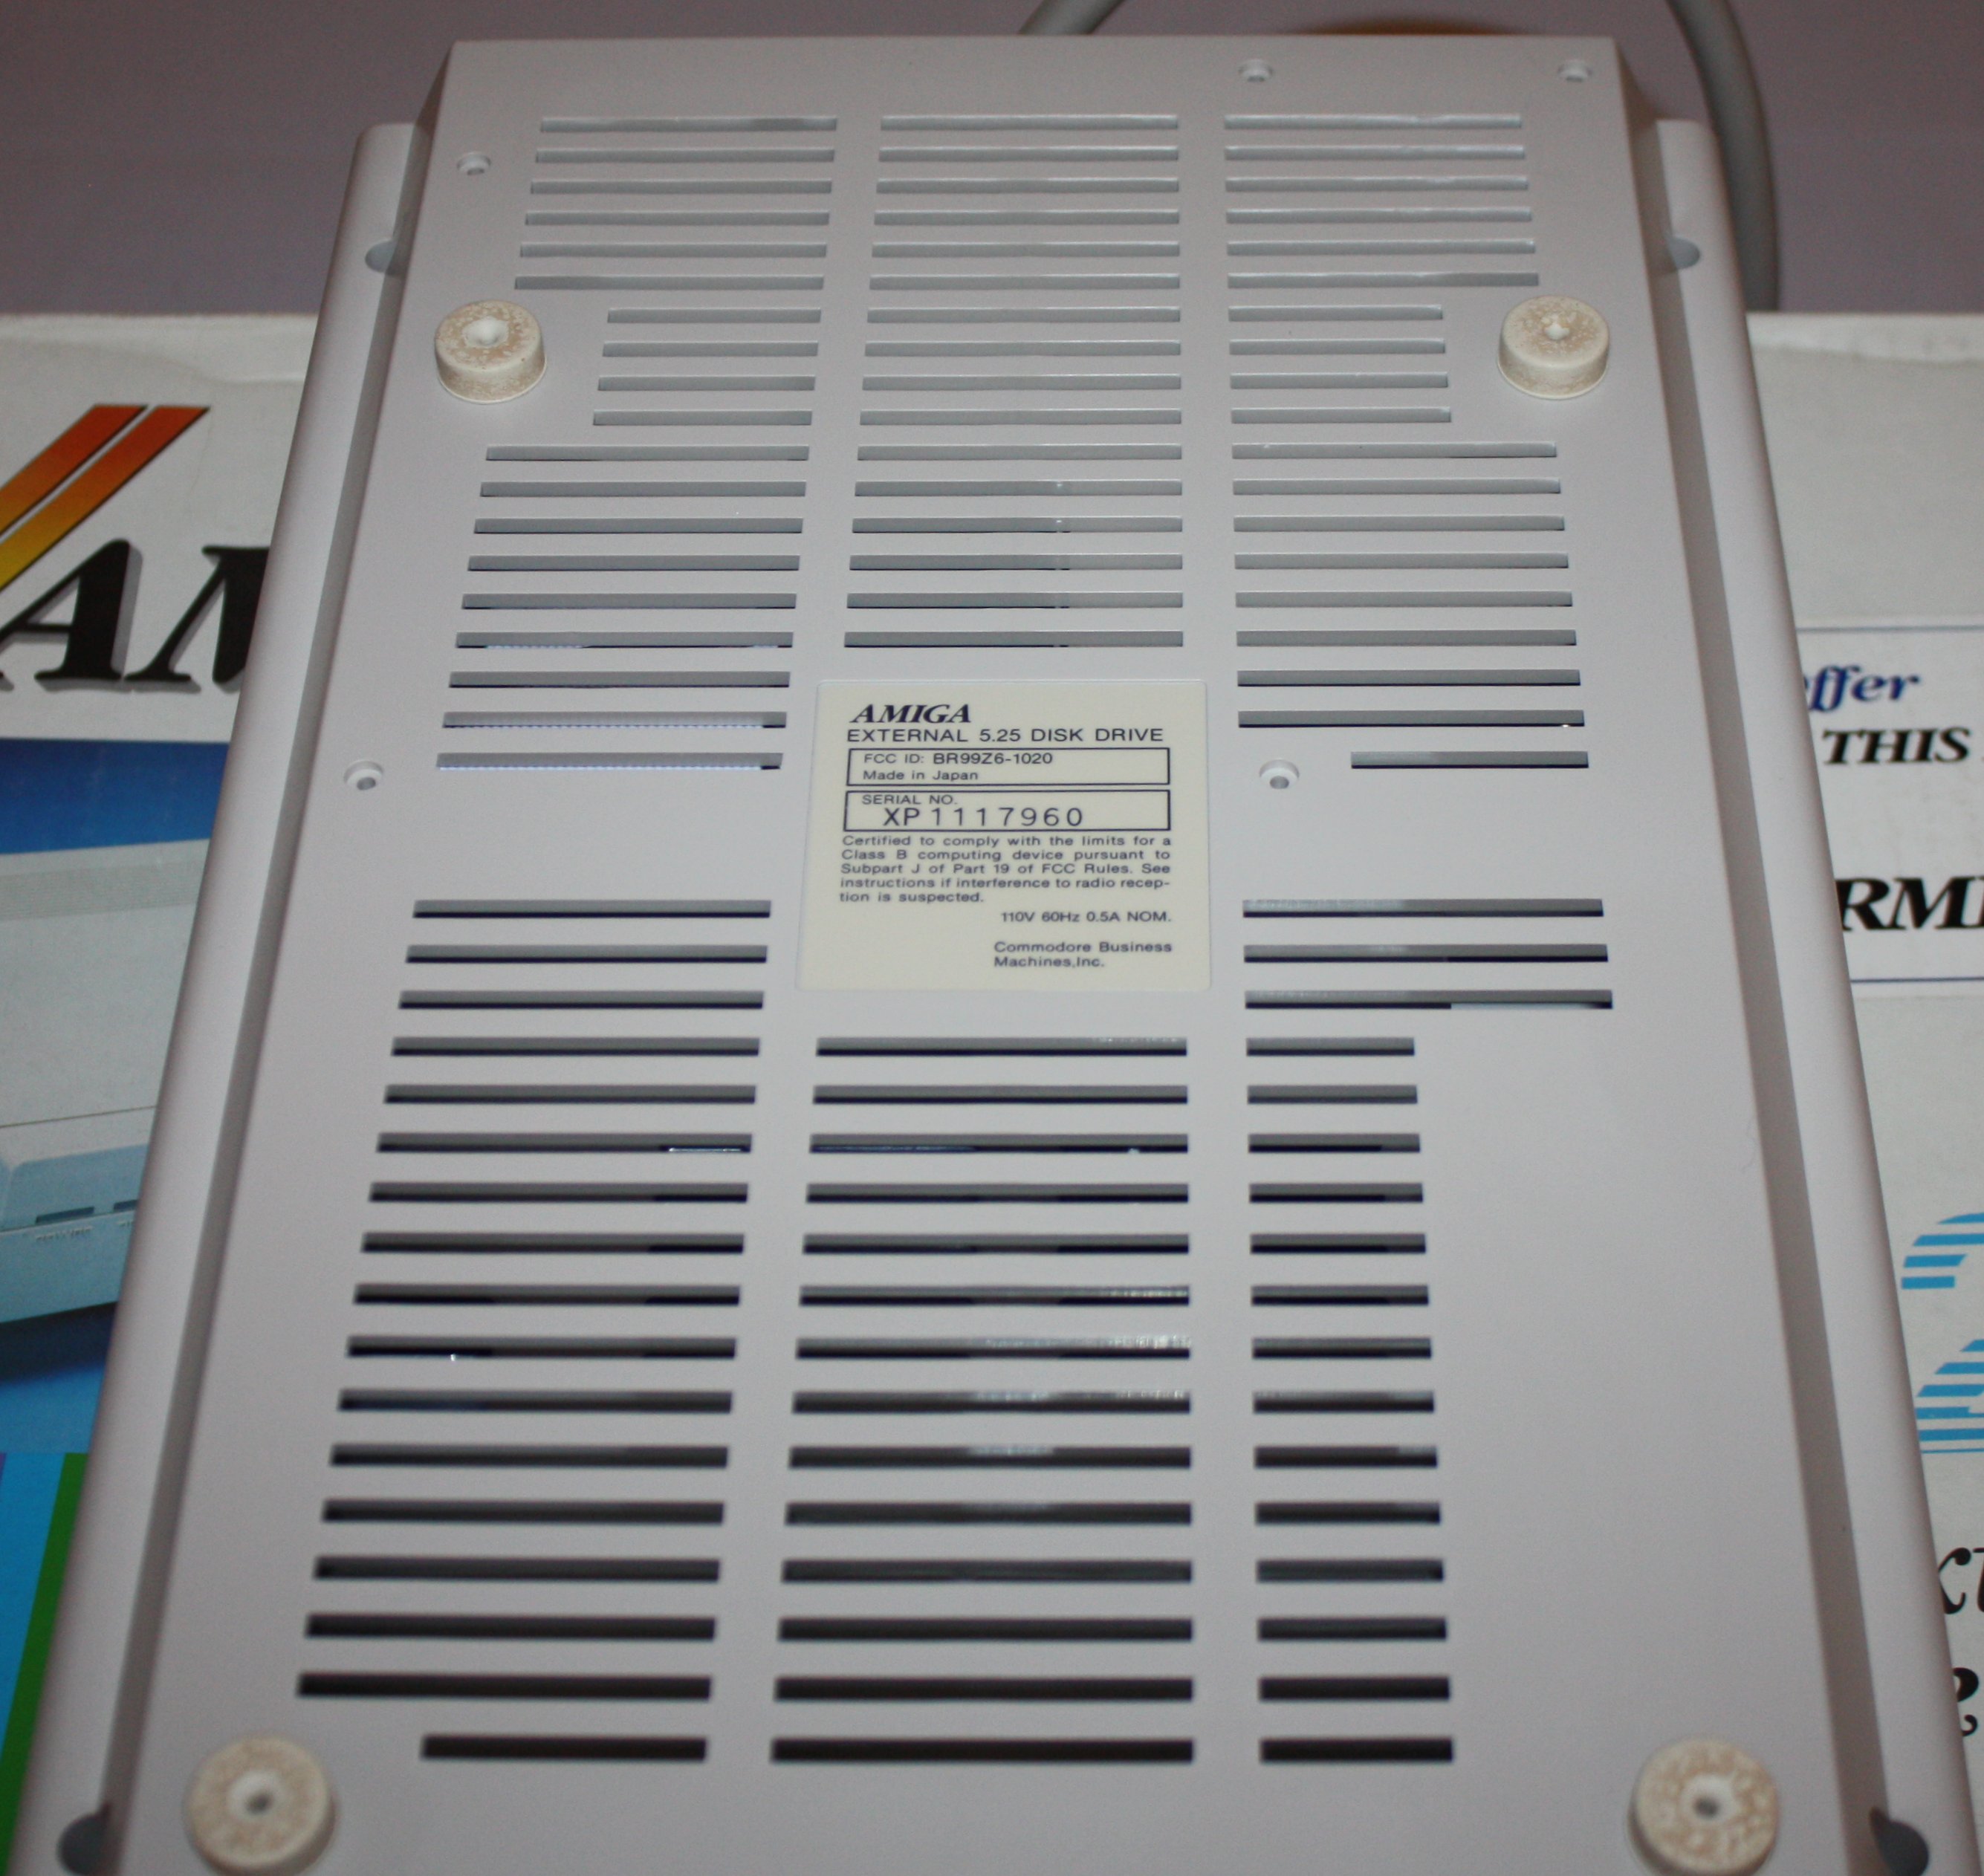 AMIGA
EXTERNAL 5.25 DISK DRIVE
FCC ID: BR99Z6-1020
Made in Japan
SERIAL NO.
XP1117960
Certified to comply with the limits for a
Class B computing device pursuant to
Subpart J of Part 19 of FCC Rules. See
instructions if interference to radio recep-
tion is suspected.
110V 60Hz 0.5A NOM.
Commodore Business
Machines,Inc.
AM
offer
THIS